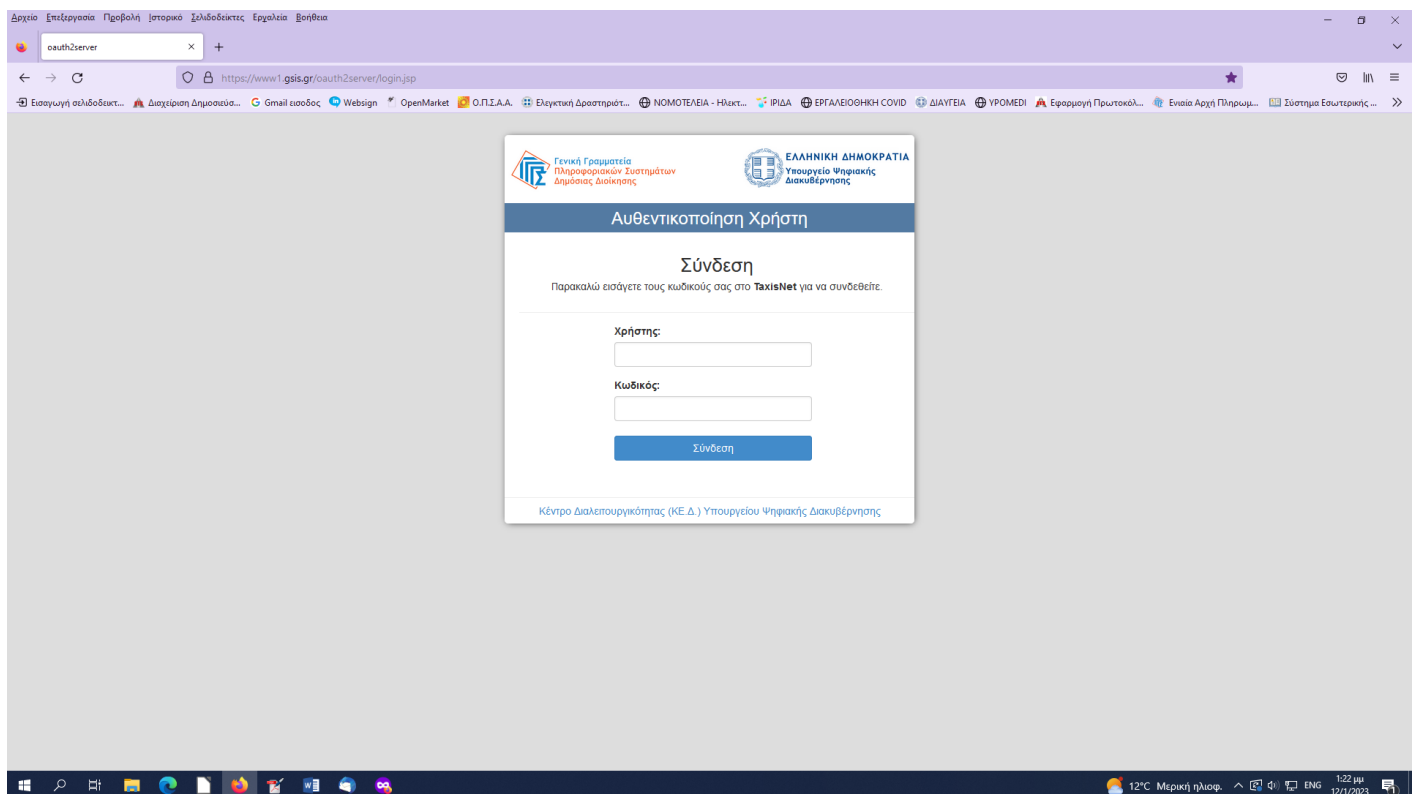 Αρχείο Επεξεργασία Προβολή Ιστορικό Σελιδοδείκτες Εργαλεία Βοήθεια
oauth2server
https://www1.gsis.gr/oauth2server/login.jsp
Εισαγωγή σελιδοδεικτ... Διαχείριση Δημοσιεύσ... Gmail εισοδος Websign OpenMarket Ο.Π.Σ.Α.Α. Ελεγκτική Δραστηριότ... ΝΟΜΟΤΕΛΕΙΑ - Ηλεκτ... ΙΡΙΔΑ ΕΡΓΑΛΕΙΟΘΗΚΗ COVID ΔΙΑΥΓΕΙΑ YPOMEDI Εφαρμογή Πρωτοκόλ... Ενιαία Αρχή Πληρωμ... Σύστημα Εσωτερικής ...
Γενική Γραμματεία
Πληροφοριακών Συστημάτων
Δημόσιας Διοίκησης
ΕΛΛΗΝΙΚΗ ΔΗΜΟΚΡΑΤΙΑ
Υπουργείο Ψηφιακής
Διακυβέρνησης
Αυθεντικοποίηση Χρήστη
Σύνδεση
Παρακαλώ εισάγετε τους κωδικούς σας στο TaxisNet για να συνδεθείτε.
Χρήστης:
Κωδικός:
Σύνδεση
Κέντρο Διαλειτουργικότητας (ΚΕ.Δ.) Υπουργείου Ψηφιακής Διακυβέρνησης
12°C Μερική ηλιοφ. ENG 1:22 μμ
12/1/2023